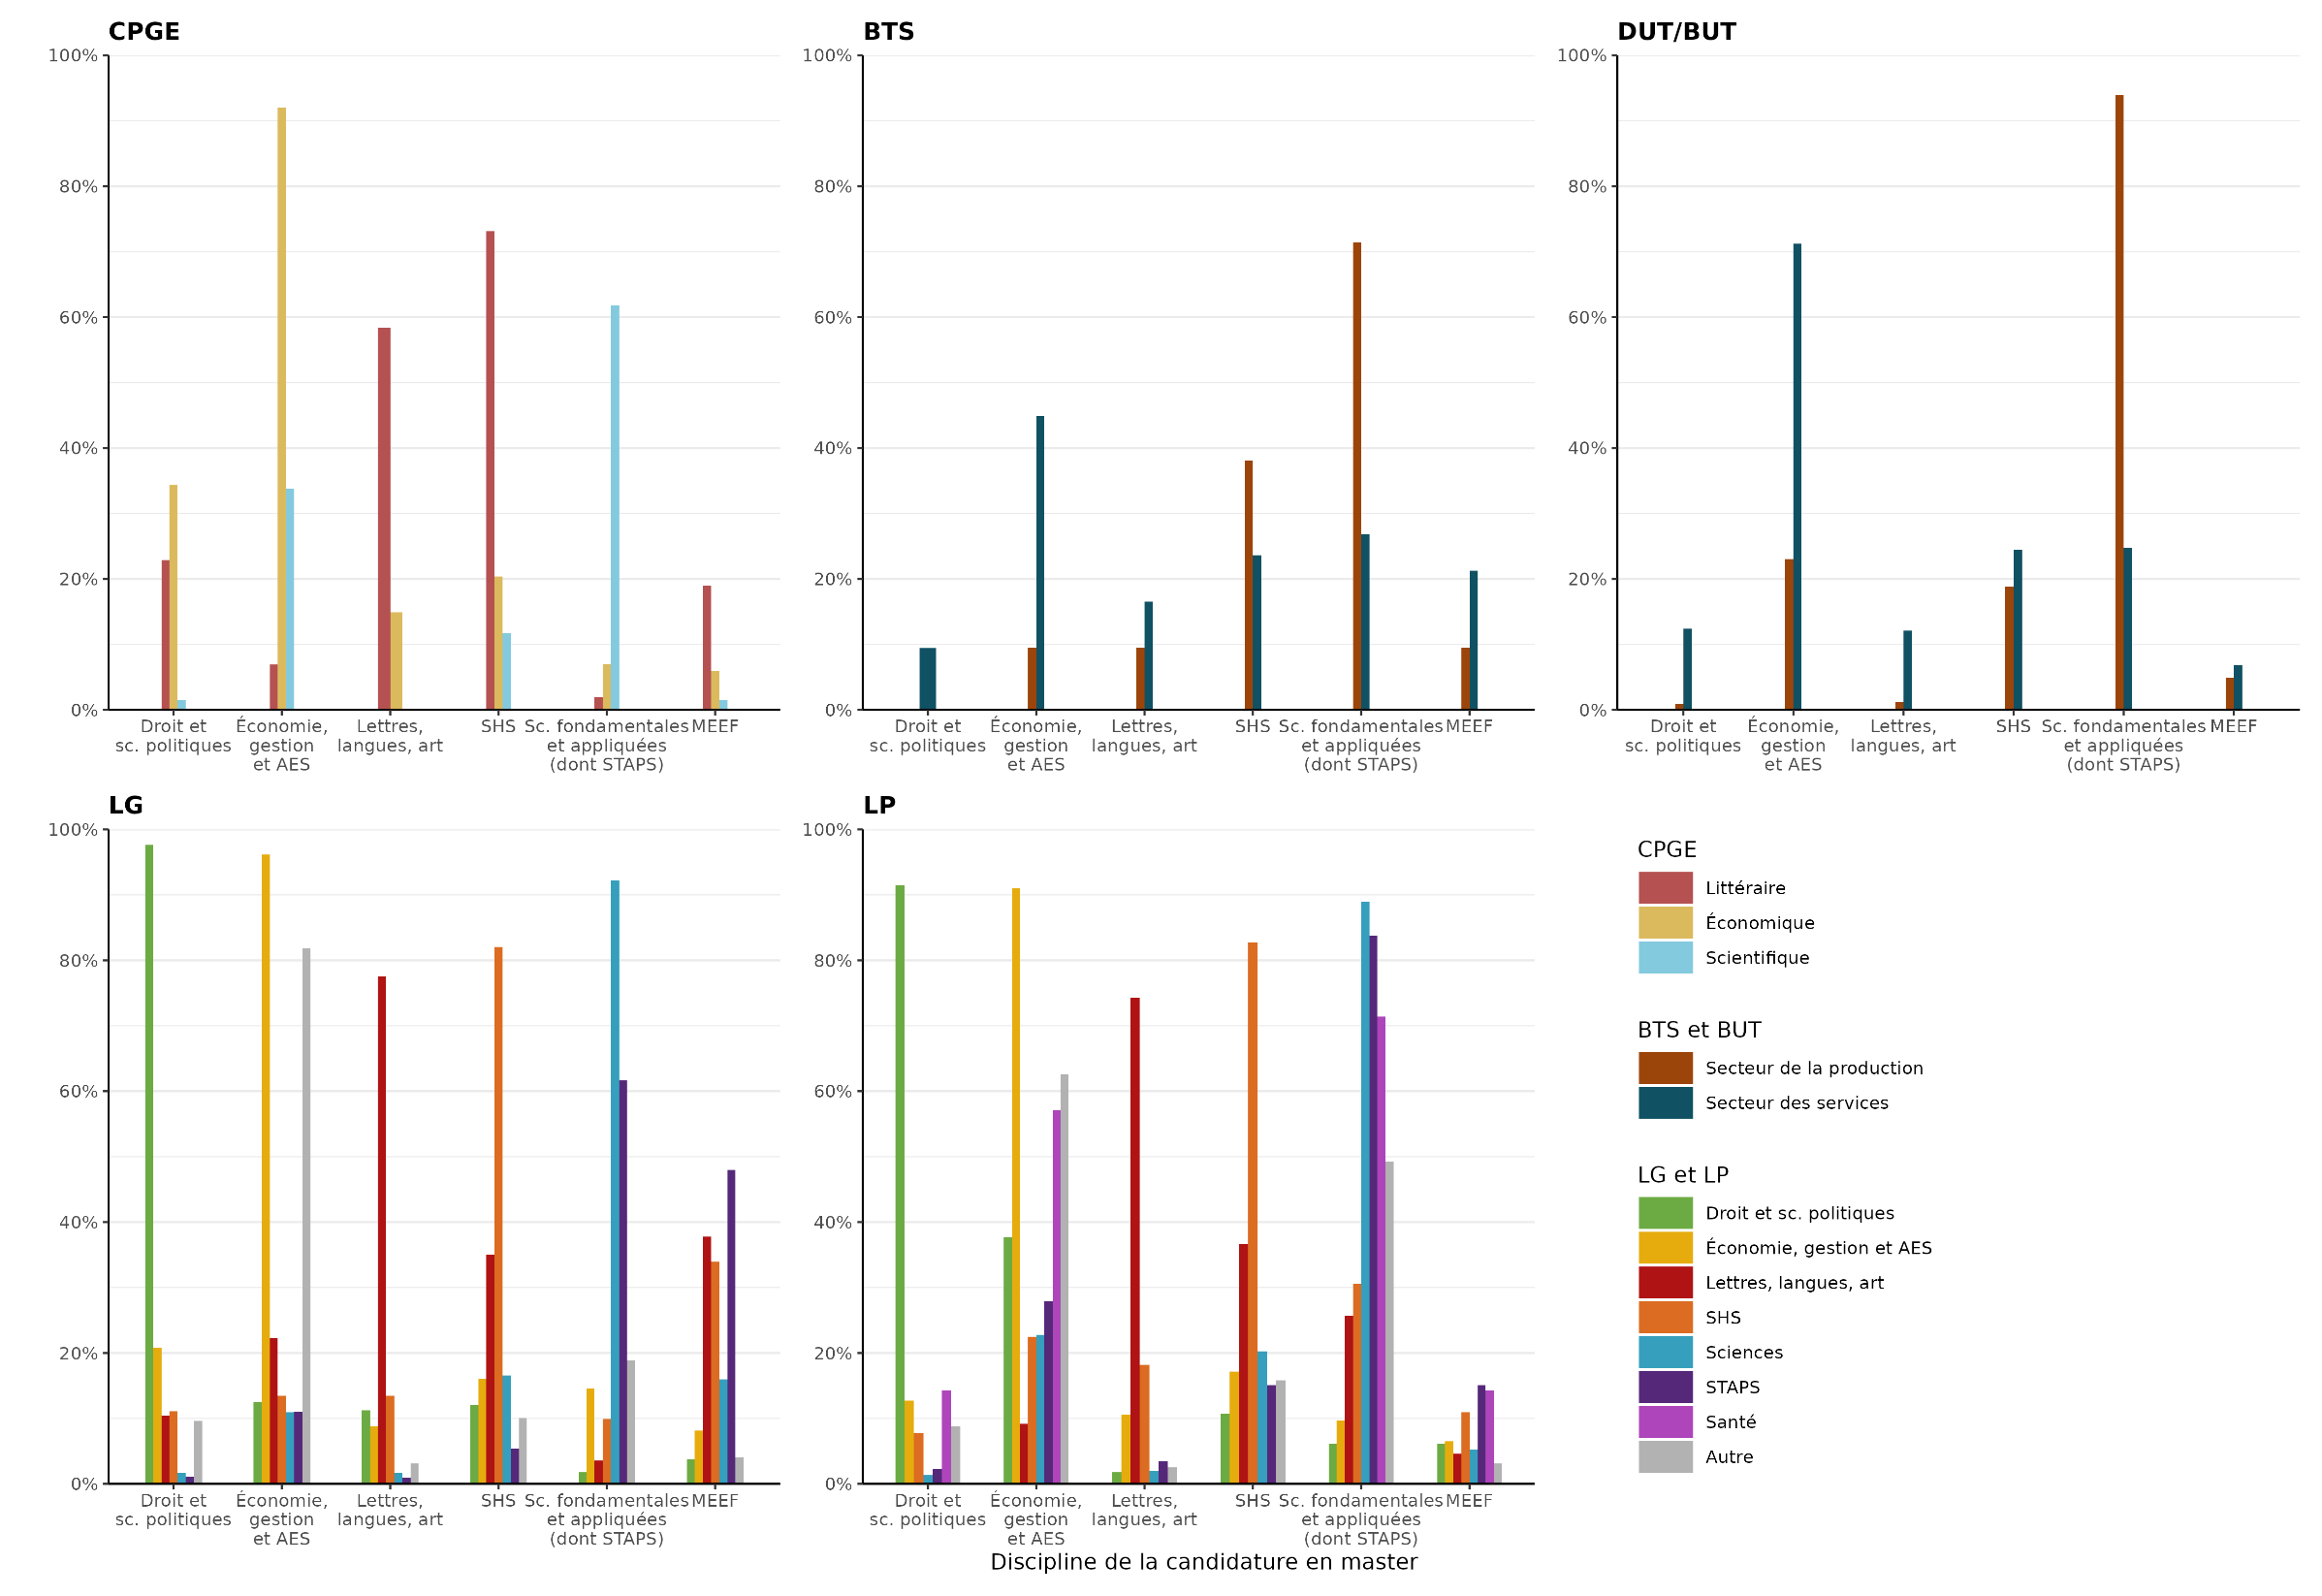 CPGE
100%
80%
60%
40%
20%
0%
Droit et
sc. politiques
Économie,
gestion
et AES
Lettres,
langues, art
SHS
Sc. fondamentales
et appliquées
(dont STAPS)
MEEF
BTS
100%
80%
60%
40%
20%
0%
Droit et
sc. politiques
Économie,
gestion
et AES
Lettres,
langues, art
SHS
Sc. fondamentales
et appliquées
(dont STAPS)
MEEF
DUT/BUT
100%
80%
60%
40%
20%
0%
Droit et
sc. politiques
Économie,
gestion
et AES
Lettres,
langues, art
SHS
Sc. fondamentales
et appliquées
(dont STAPS)
MEEF
LG
100%
80%
60%
40%
20%
0%
Droit et
sc. politiques
Économie,
gestion
et AES
Lettres,
langues, art
SHS
Sc. fondamentales
et appliquées
(dont STAPS)
MEEF
LP
100%
80%
60%
40%
20%
0%
Droit et
sc. politiques
Économie,
gestion
et AES
Lettres,
langues, art
SHS
Sc. fondamentales
et appliquées
(dont STAPS)
MEEF
CPGE
Littéraire
Économique
Scientifique
BTS et BUT
Secteur de la production
Secteur des services
LG et LP
Droit et sc. politiques
Économie, gestion et AES
Lettres, langues, art
SHS
Sciences
STAPS
Santé
Autre
Discipline de la candidature en master